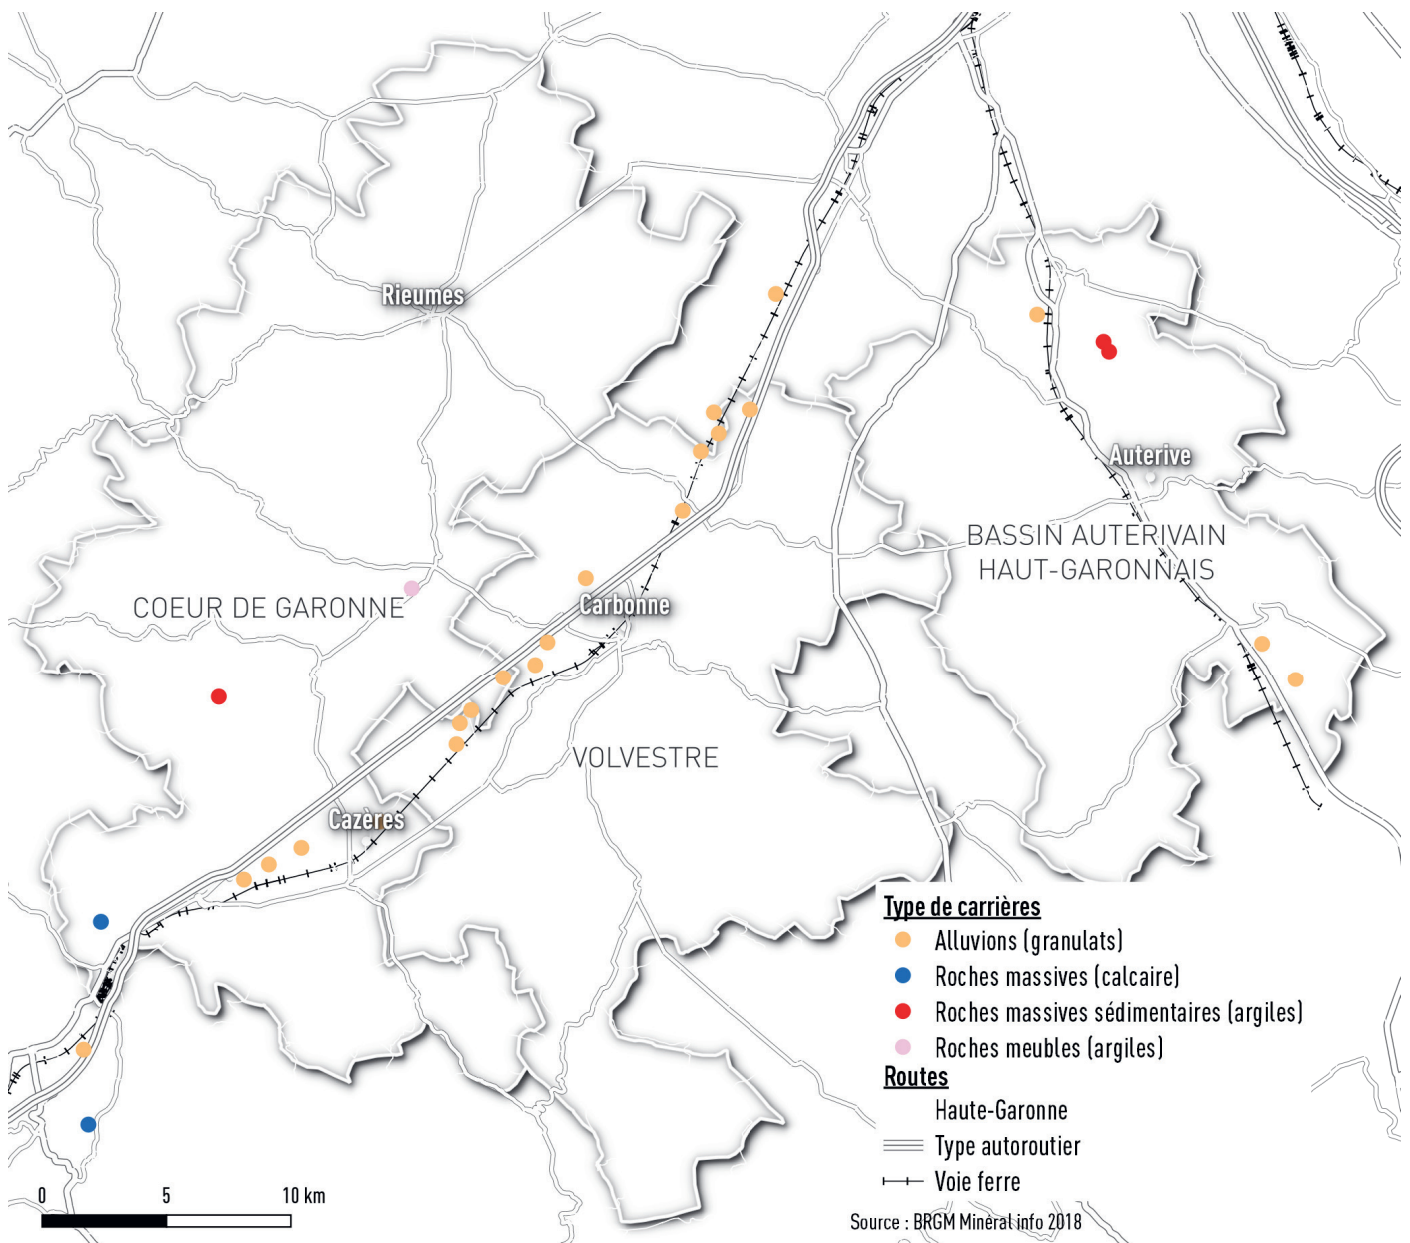 Rieumes
Auterive
BASSIN AUTERIVAIN
HAUT-GARONNAIS
COEUR DE GARONNE
Carbonne
VOLVESTRE
Cazères
Type de carrières
Alluvions (granulats)
Roches massives (calcaire)
Roches massives sédimentaires (argiles)
Roches meubles (argiles)
Routes
Haute-Garonne
Type autoroutier
Voie ferre
0 5 10 km
Source : BRGM Minéral info 2018